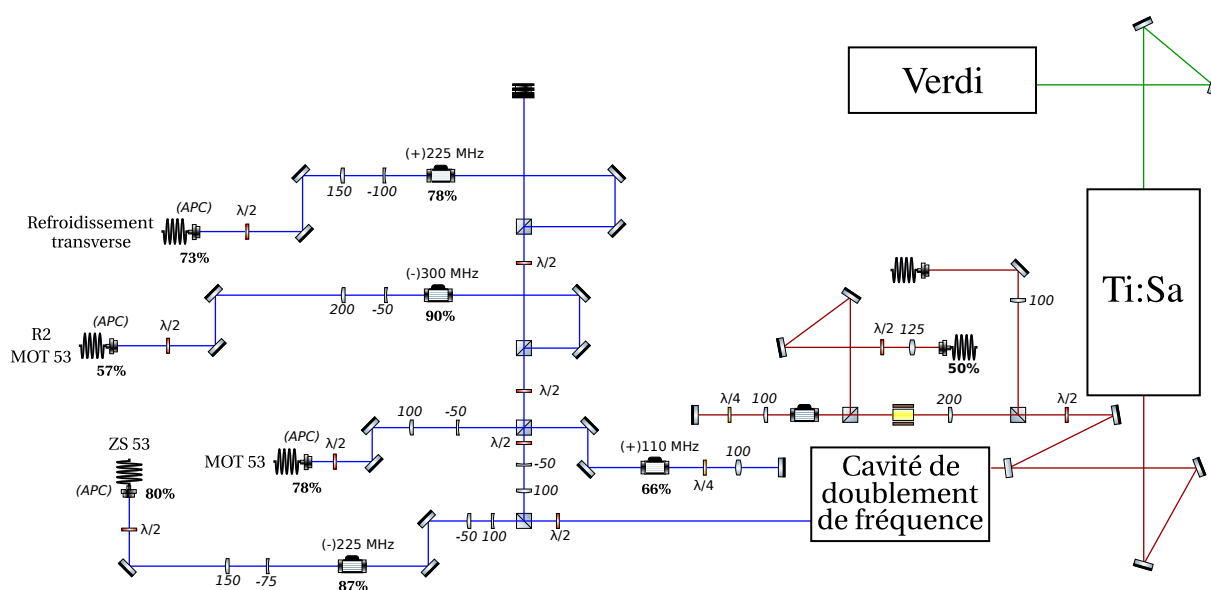 Verdi
(+)225 MHz
150
-100
78%
(APC)
λ/2
Refroidissement
transverse
73%
λ/2
(-)300 MHz
200
-50
90%
(APC)
λ/2
R2
MOT 53
57%
λ/2
Ti:Sa
100
λ/2
125
50%
λ/4
100
200
λ/2
100
-50
(APC)
λ/2
MOT 53
78%
λ/2
-50
100
(+)110 MHz
100
λ/4
66%
Cavité de
doublement
de fréquence
ZS 53
(APC)
80%
λ/2
-50
100
λ/2
(-)225 MHz
150
-75
87%